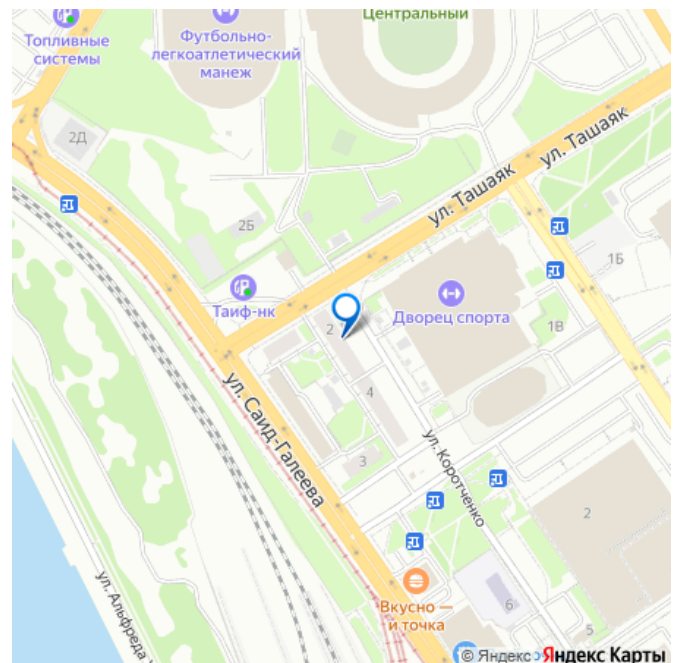 Центральный
Топливные
системы
Футбольно-
легкоатлетический
манеж
2Д
ул. Ташаяк
ул. Ташаяк
2Б
1Б
Таиф-нк
Дворец спорта
1В
2
4
3
ул. Саид-Галеева
ул. Коротченко
2
Вкусно —
и точка
6
5
ул. Альфреда
© Яндекс Яндекс Карты